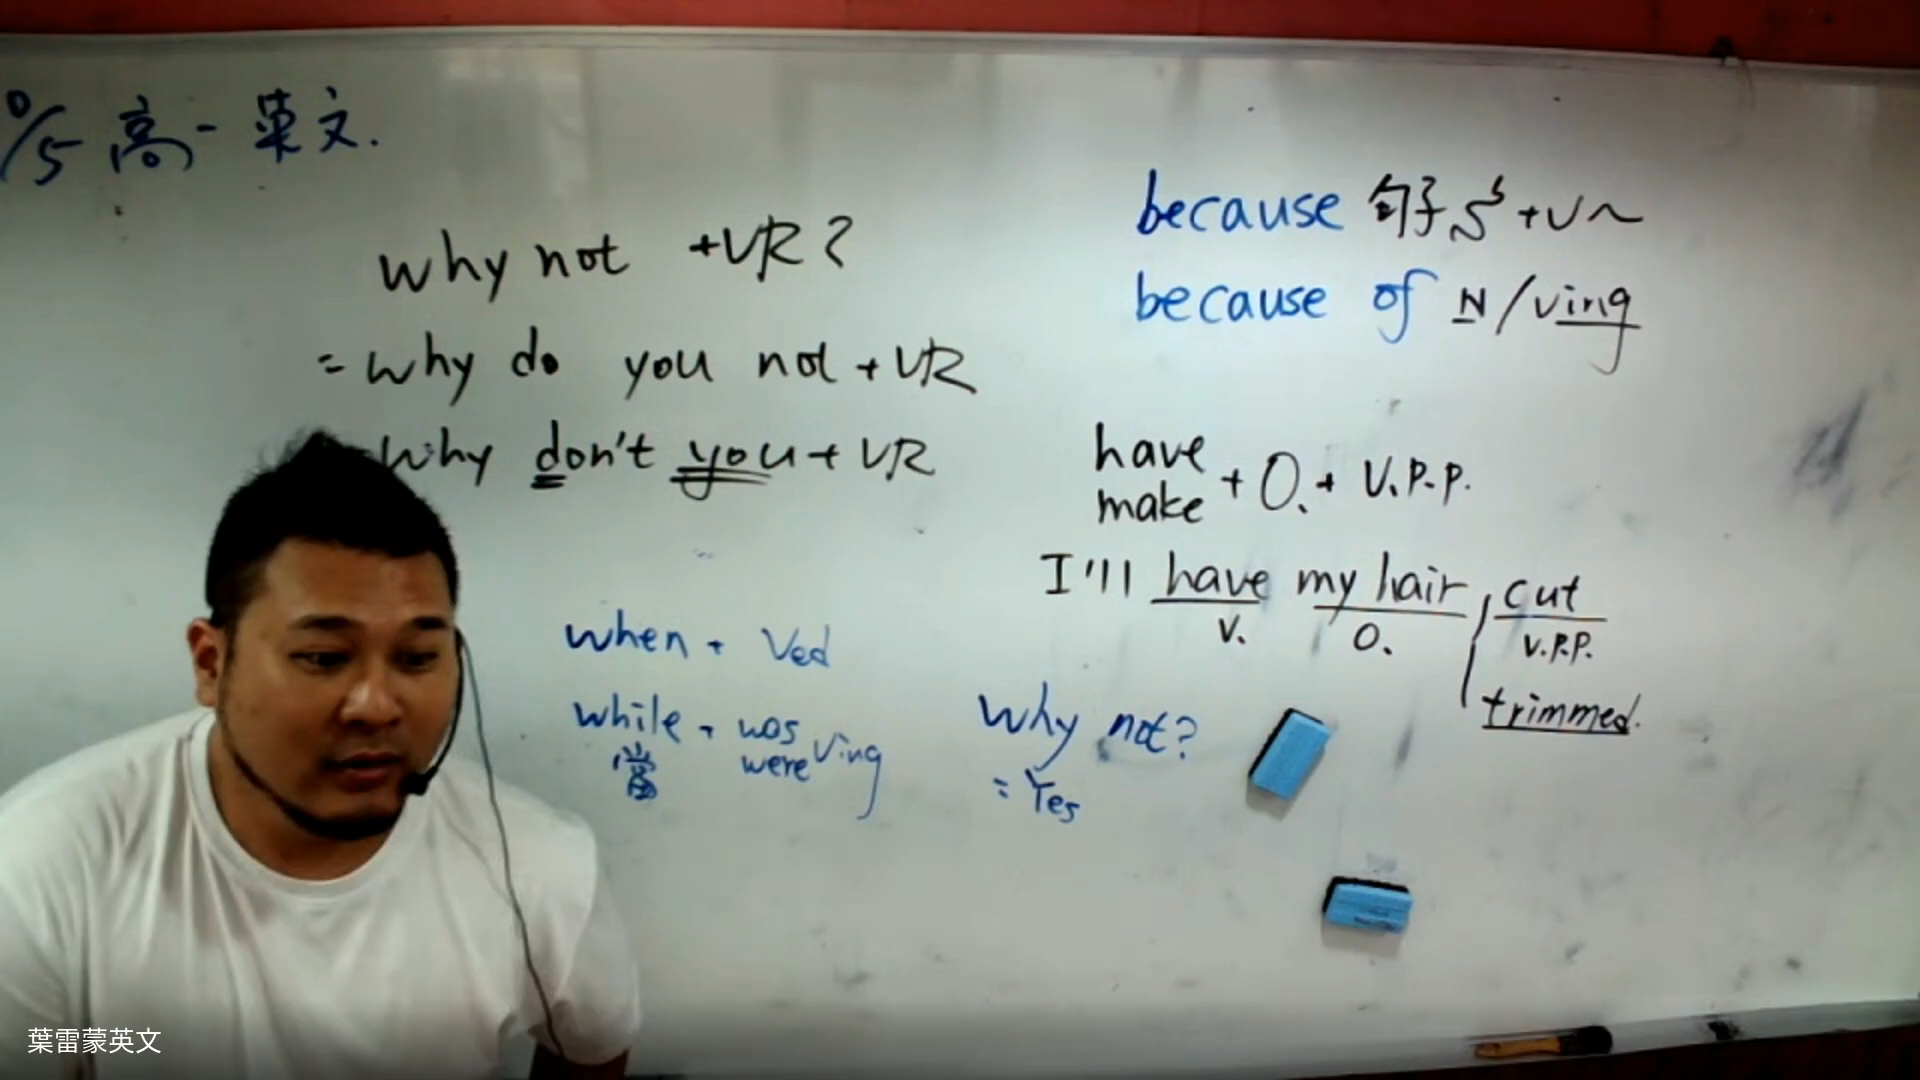 0/5 高一 英文.
why not +VR?
= why do you not + VR
why don't you + VR
when + Ved
while + was
were Ving
當
because 句子 S + V ~
because of N / Ving
have
make + O. + V.P.P.
I'll have my hair cut
V. O. V.P.P.
trimmed.
Why not?
= Yes
葉雷蒙英文